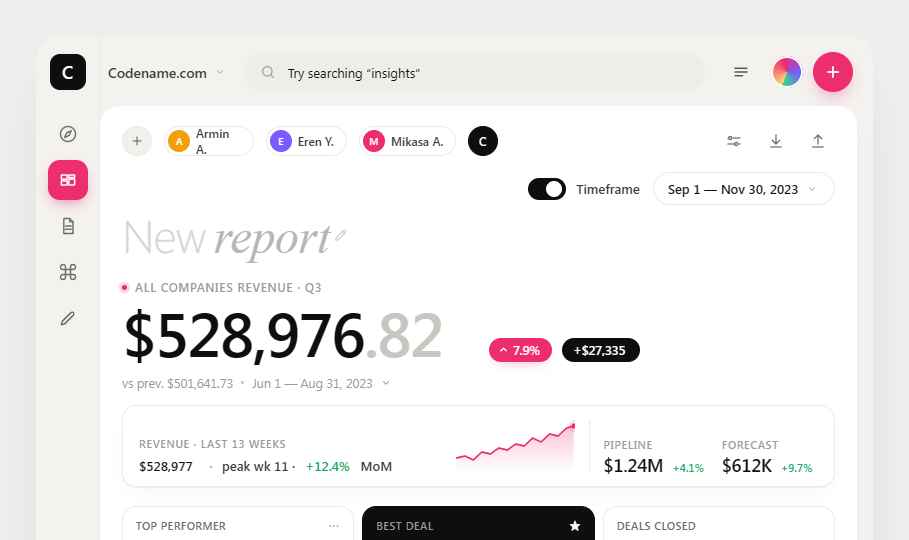 C Codename.com Try searching “insights”
A Armin A. E Eren Y. M Mikasa A. C
Timeframe Sep 1 — Nov 30, 2023
New report
ALL COMPANIES REVENUE · Q3
$528,976.82 7.9% +$27,335
vs prev. $501,641.73 • Jun 1 — Aug 31, 2023
REVENUE · LAST 13 WEEKS PIPELINE FORECAST
$528,977 · peak wk 11 · +12.4% MoM $1.24M +4.1% $612K +9.7%
TOP PERFORMER ... BEST DEAL DEALS CLOSED